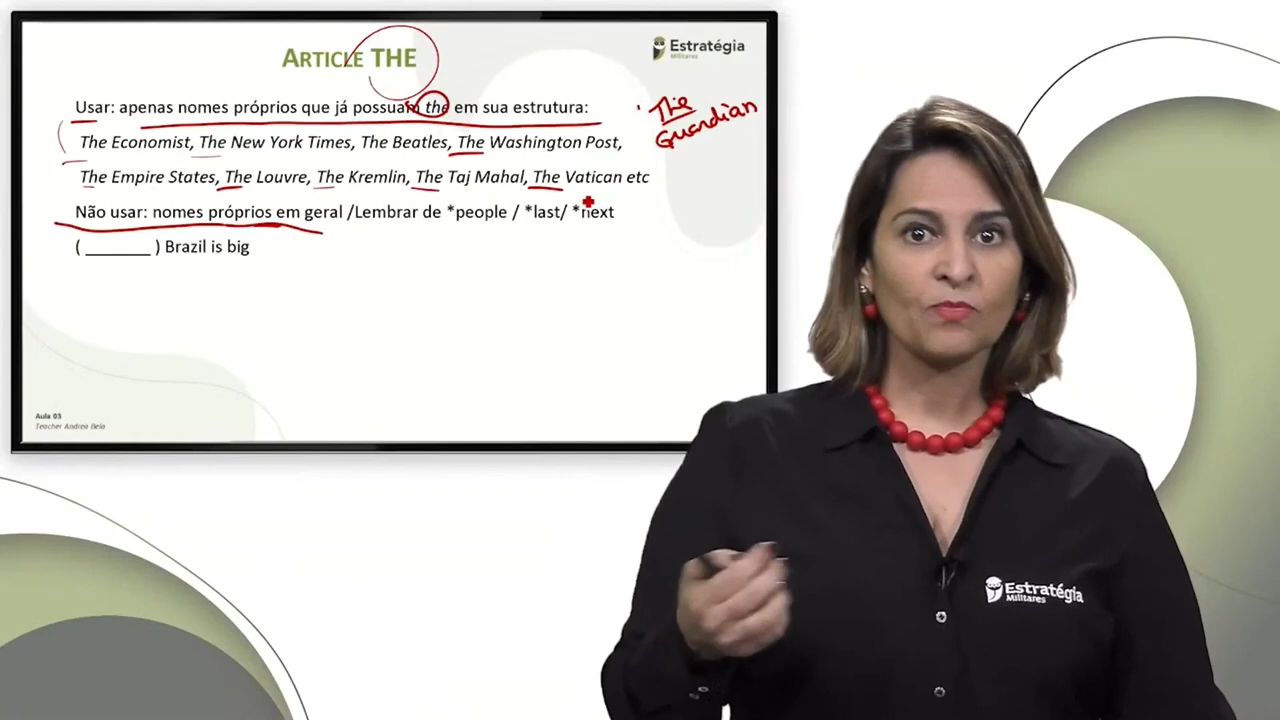 ARTICLE THE
Estratégia
Militares
Usar: apenas nomes próprios que já possuam the em sua estrutura:
The Guardian
The Economist, The New York Times, The Beatles, The Washington Post,
The Empire States, The Louvre, The Kremlin, The Taj Mahal, The Vatican etc
Não usar: nomes próprios em geral /Lembrar de *people / *last/ *next
( _______ ) Brazil is big
Aula 03
Teacher Andrea Belo
Estratégia
Militares